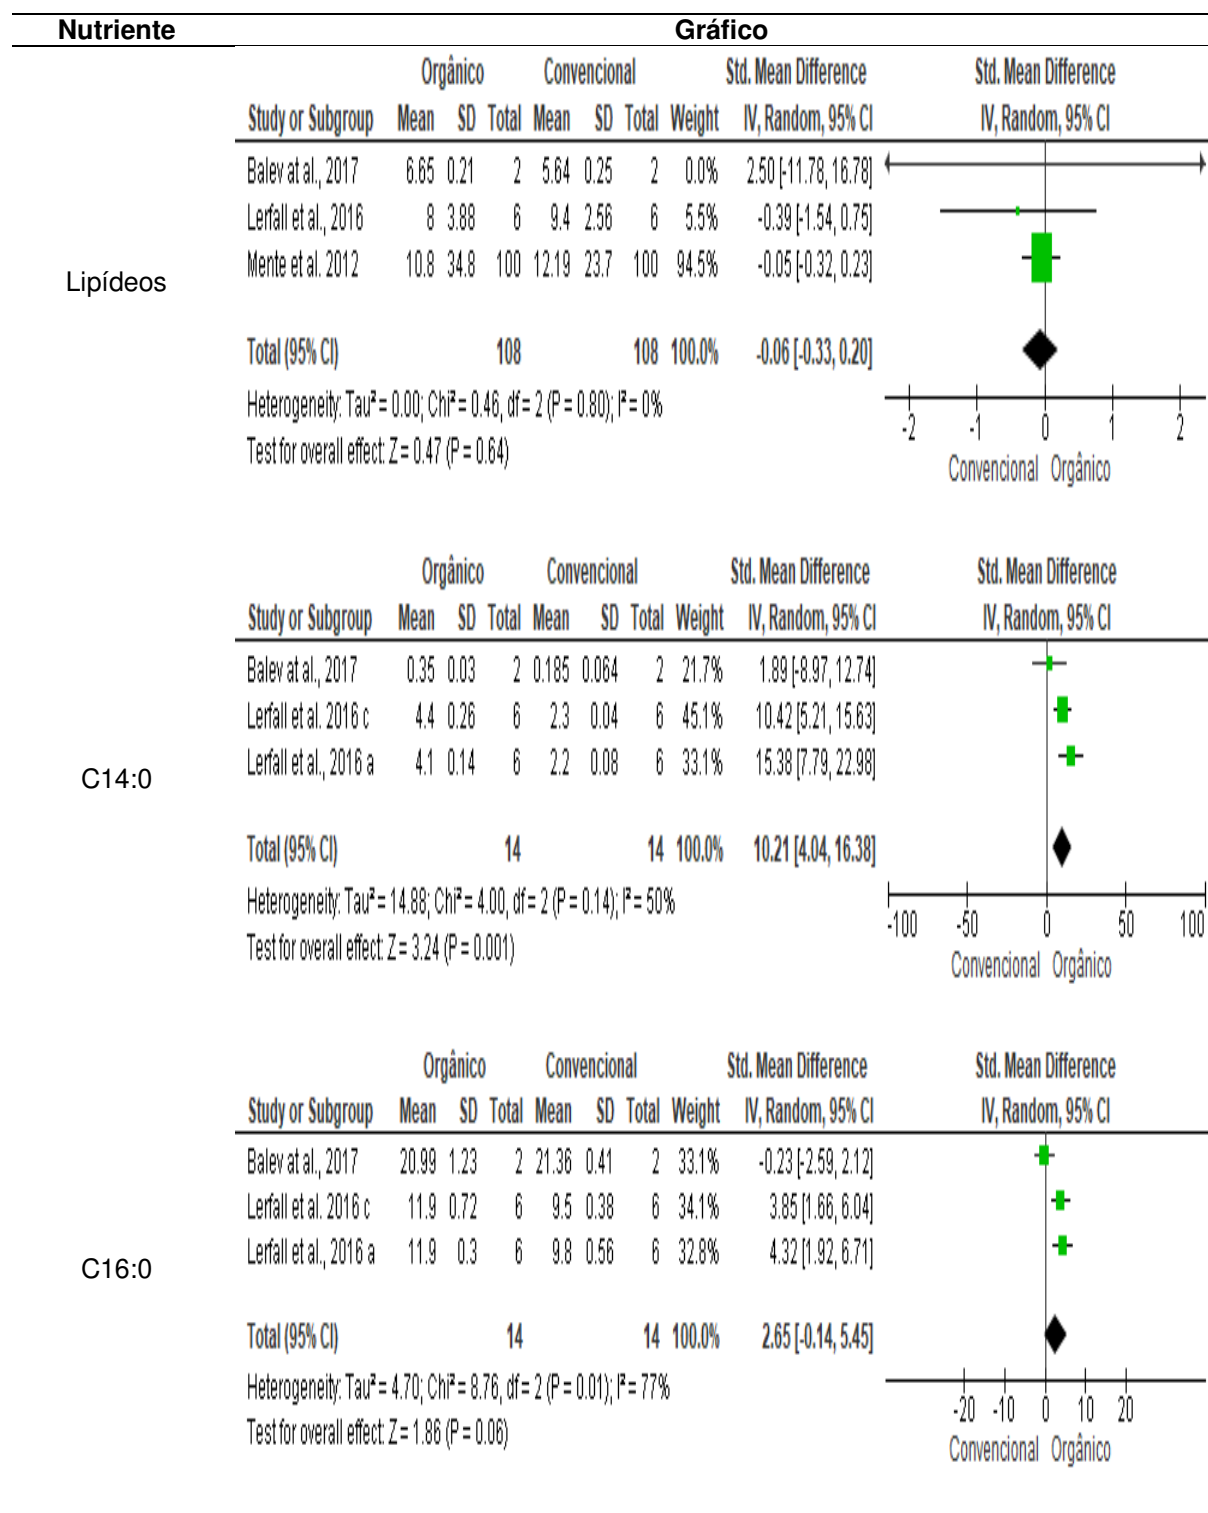 Nutriente Gráfico
Orgânico Convencional Std. Mean Difference Std. Mean Difference
Study or Subgroup Mean SD Total Mean SD Total Weight IV, Random, 95% CI IV, Random, 95% CI
Balev at al., 2017 6.65 0.21 2 5.64 0.25 2 0.0% 2.50 [-11.78, 16.78]
Lerfall et al., 2016 8 3.88 6 9.4 2.56 6 5.5% -0.39 [-1.54, 0.75]
Mente et al. 2012 10.8 34.8 100 12.19 23.7 100 94.5% -0.05 [-0.32, 0.23]
Lipídeos
Total (95% CI) 108 108 100.0% -0.06 [-0.33, 0.20]
Heterogeneity: Tau² = 0.00; Chi² = 0.46, df = 2 (P = 0.80); I² = 0%
Test for overall effect: Z = 0.47 (P = 0.64)
-2 -1 0 1 2
Convencional Orgânico
Orgânico Convencional Std. Mean Difference Std. Mean Difference
Study or Subgroup Mean SD Total Mean SD Total Weight IV, Random, 95% CI IV, Random, 95% CI
Balev at al., 2017 0.35 0.03 2 0.185 0.064 2 21.7% 1.89 [-8.97, 12.74]
Lerfall et al. 2016 c 4.4 0.26 6 2.3 0.04 6 45.1% 10.42 [5.21, 15.63]
Lerfall et al., 2016 a 4.1 0.14 6 2.2 0.08 6 33.1% 15.38 [7.79, 22.98]
C14:0
Total (95% CI) 14 14 100.0% 10.21 [4.04, 16.38]
Heterogeneity: Tau² = 14.88; Chi² = 4.00, df = 2 (P = 0.14); I² = 50%
Test for overall effect: Z = 3.24 (P = 0.001)
-100 -50 0 50 100
Convencional Orgânico
Orgânico Convencional Std. Mean Difference Std. Mean Difference
Study or Subgroup Mean SD Total Mean SD Total Weight IV, Random, 95% CI IV, Random, 95% CI
Balev at al., 2017 20.99 1.23 2 21.36 0.41 2 33.1% -0.23 [-2.59, 2.12]
Lerfall et al. 2016 c 11.9 0.72 6 9.5 0.38 6 34.1% 3.85 [1.66, 6.04]
Lerfall et al., 2016 a 11.9 0.3 6 9.8 0.56 6 32.8% 4.32 [1.92, 6.71]
C16:0
Total (95% CI) 14 14 100.0% 2.65 [-0.14, 5.45]
Heterogeneity: Tau² = 4.70; Chi² = 8.76, df = 2 (P = 0.01); I² = 77%
Test for overall effect: Z = 1.86 (P = 0.06)
-20 -10 0 10 20
Convencional Orgânico